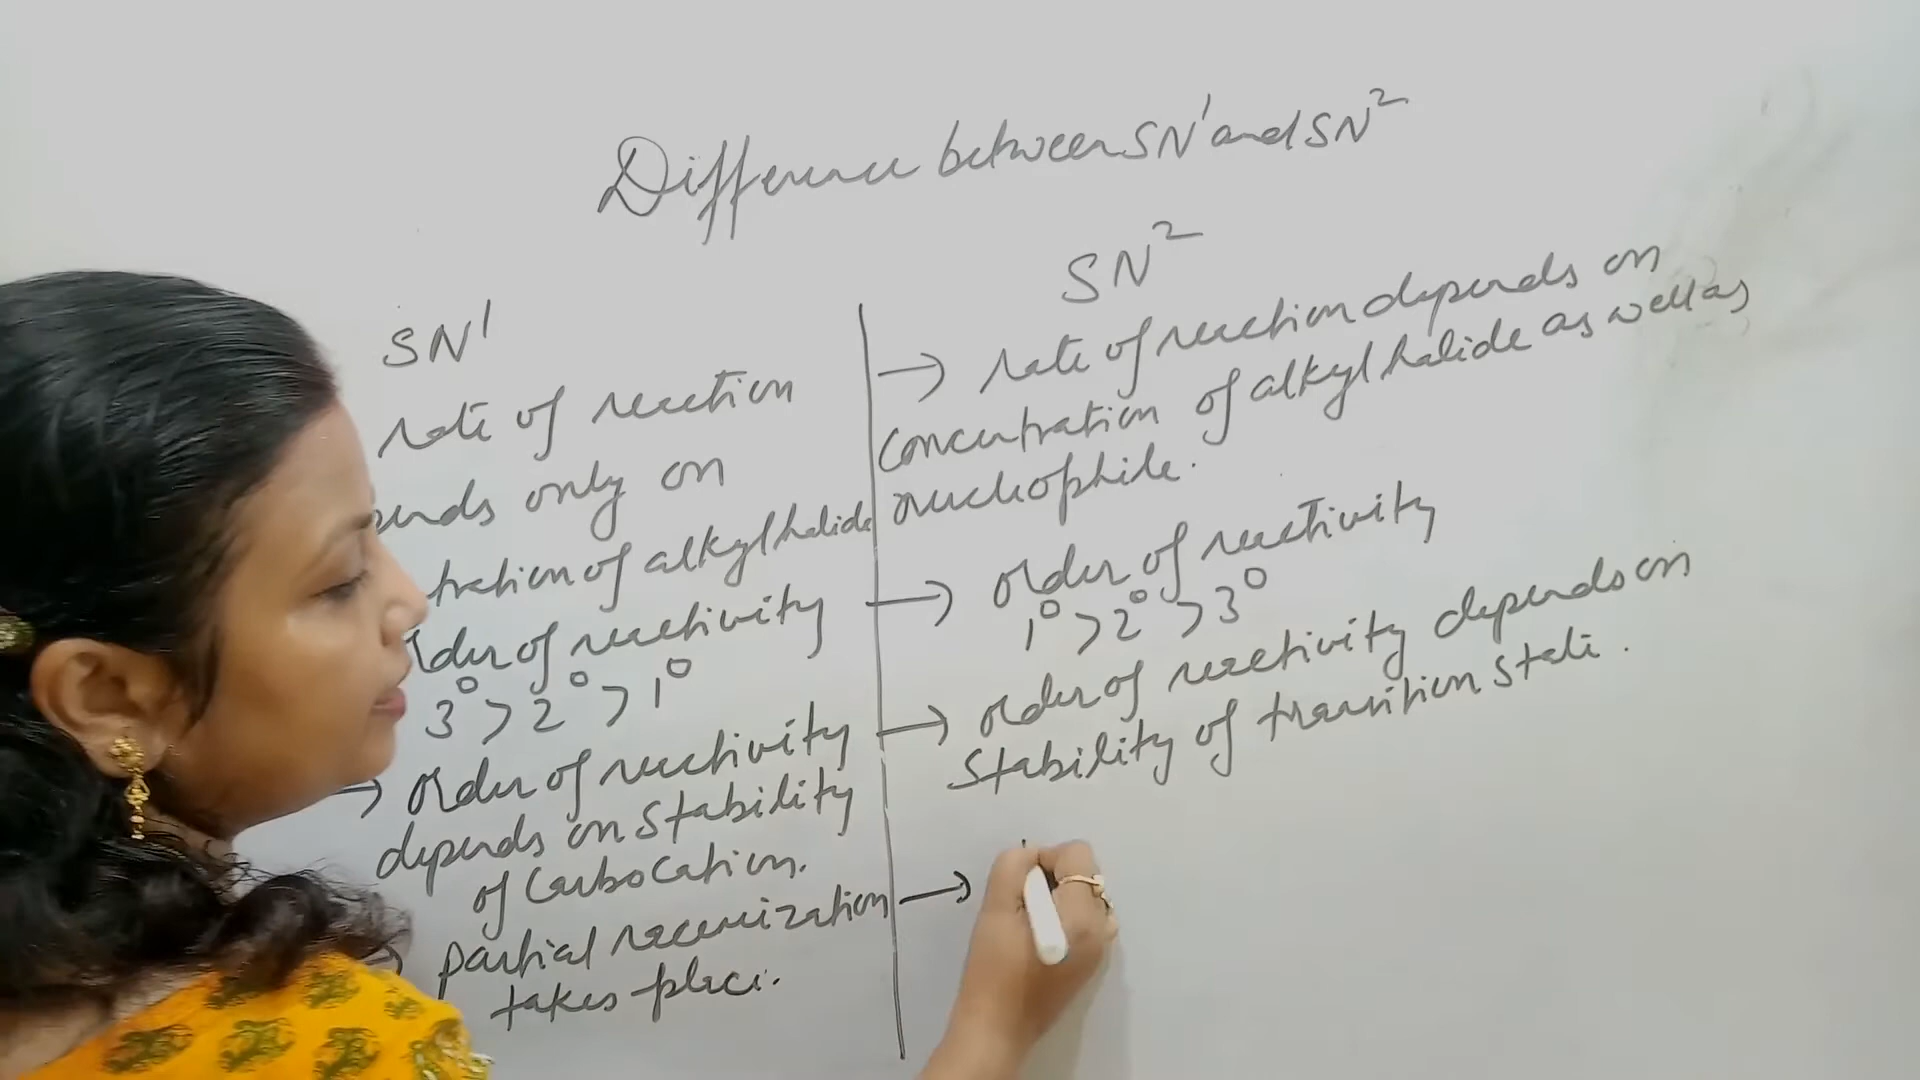 Difference between SN1 and SN2
SN1
rate of reaction
pends only on
tration of alkyl halide
rder of reactivity
3° > 2° > 1°
→ order of reactivity
depends on stability
of Carbocation.
→ partial racemization
takes place.
SN2
→ rate of reaction depends on
concentration of alkyl halide as well as
nucleophile.
→ order of reactivity
1° > 2° > 3°
→ order of reactivity depends on
stability of transition state.
→